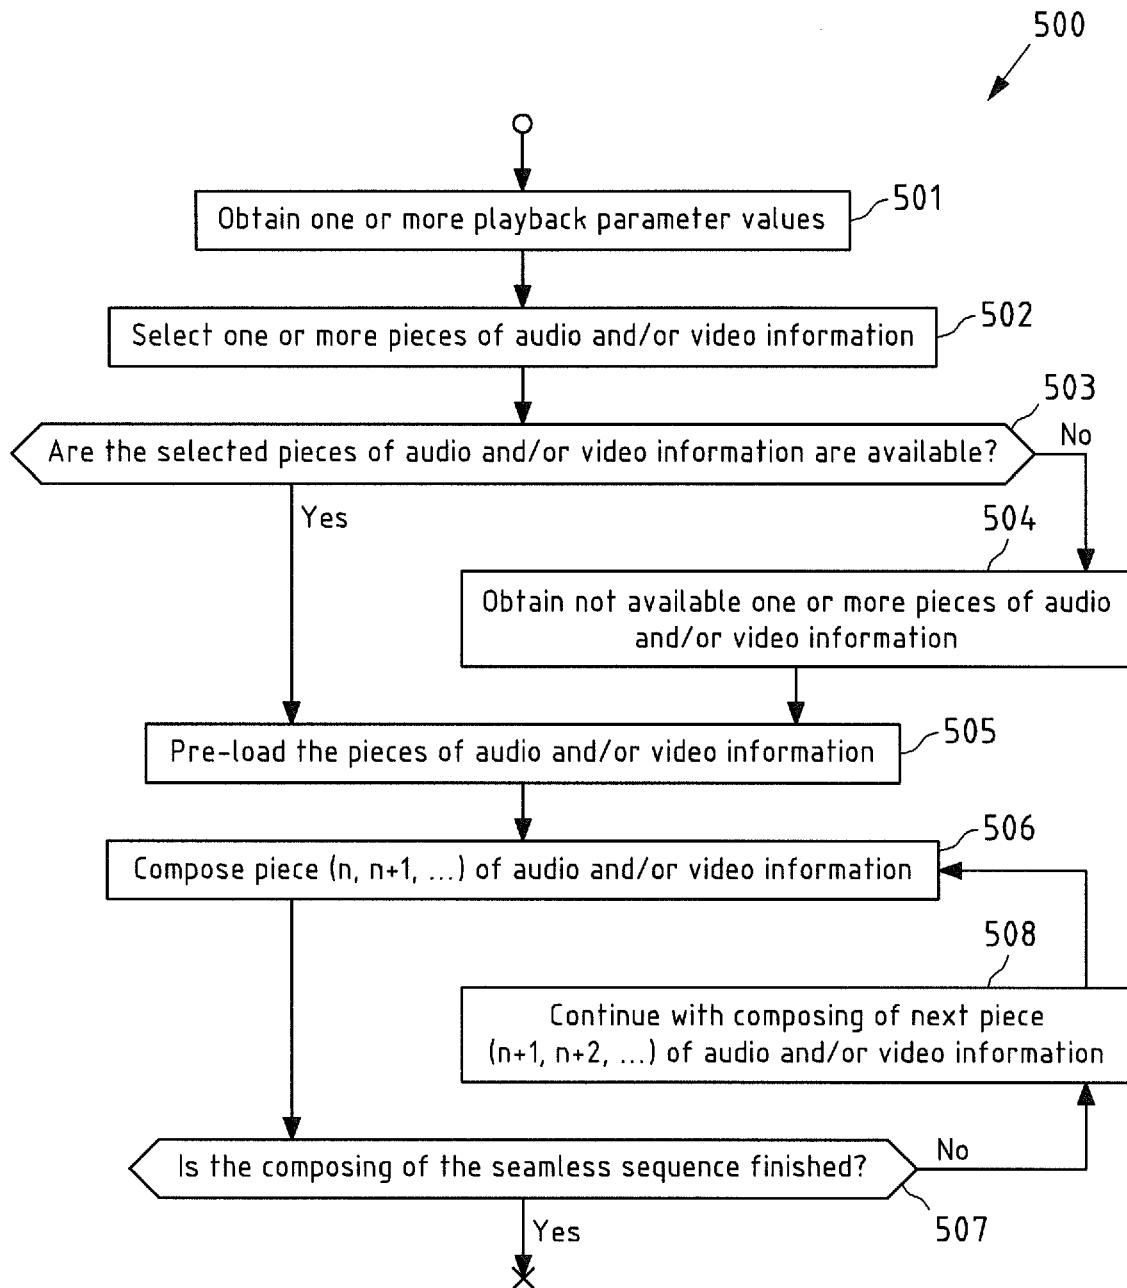 500
Obtain one or more playback parameter values
501
Select one or more pieces of audio and/or video information
502
503
Are the selected pieces of audio and/or video information are available?
No
Yes
504
Obtain not available one or more pieces of audio
and/or video information
Pre-load the pieces of audio and/or video information
505
506
Compose piece (n, n+1, ...) of audio and/or video information
508
Continue with composing of next piece
(n+1, n+2, ...) of audio and/or video information
Is the composing of the seamless sequence finished?
No
507
Yes